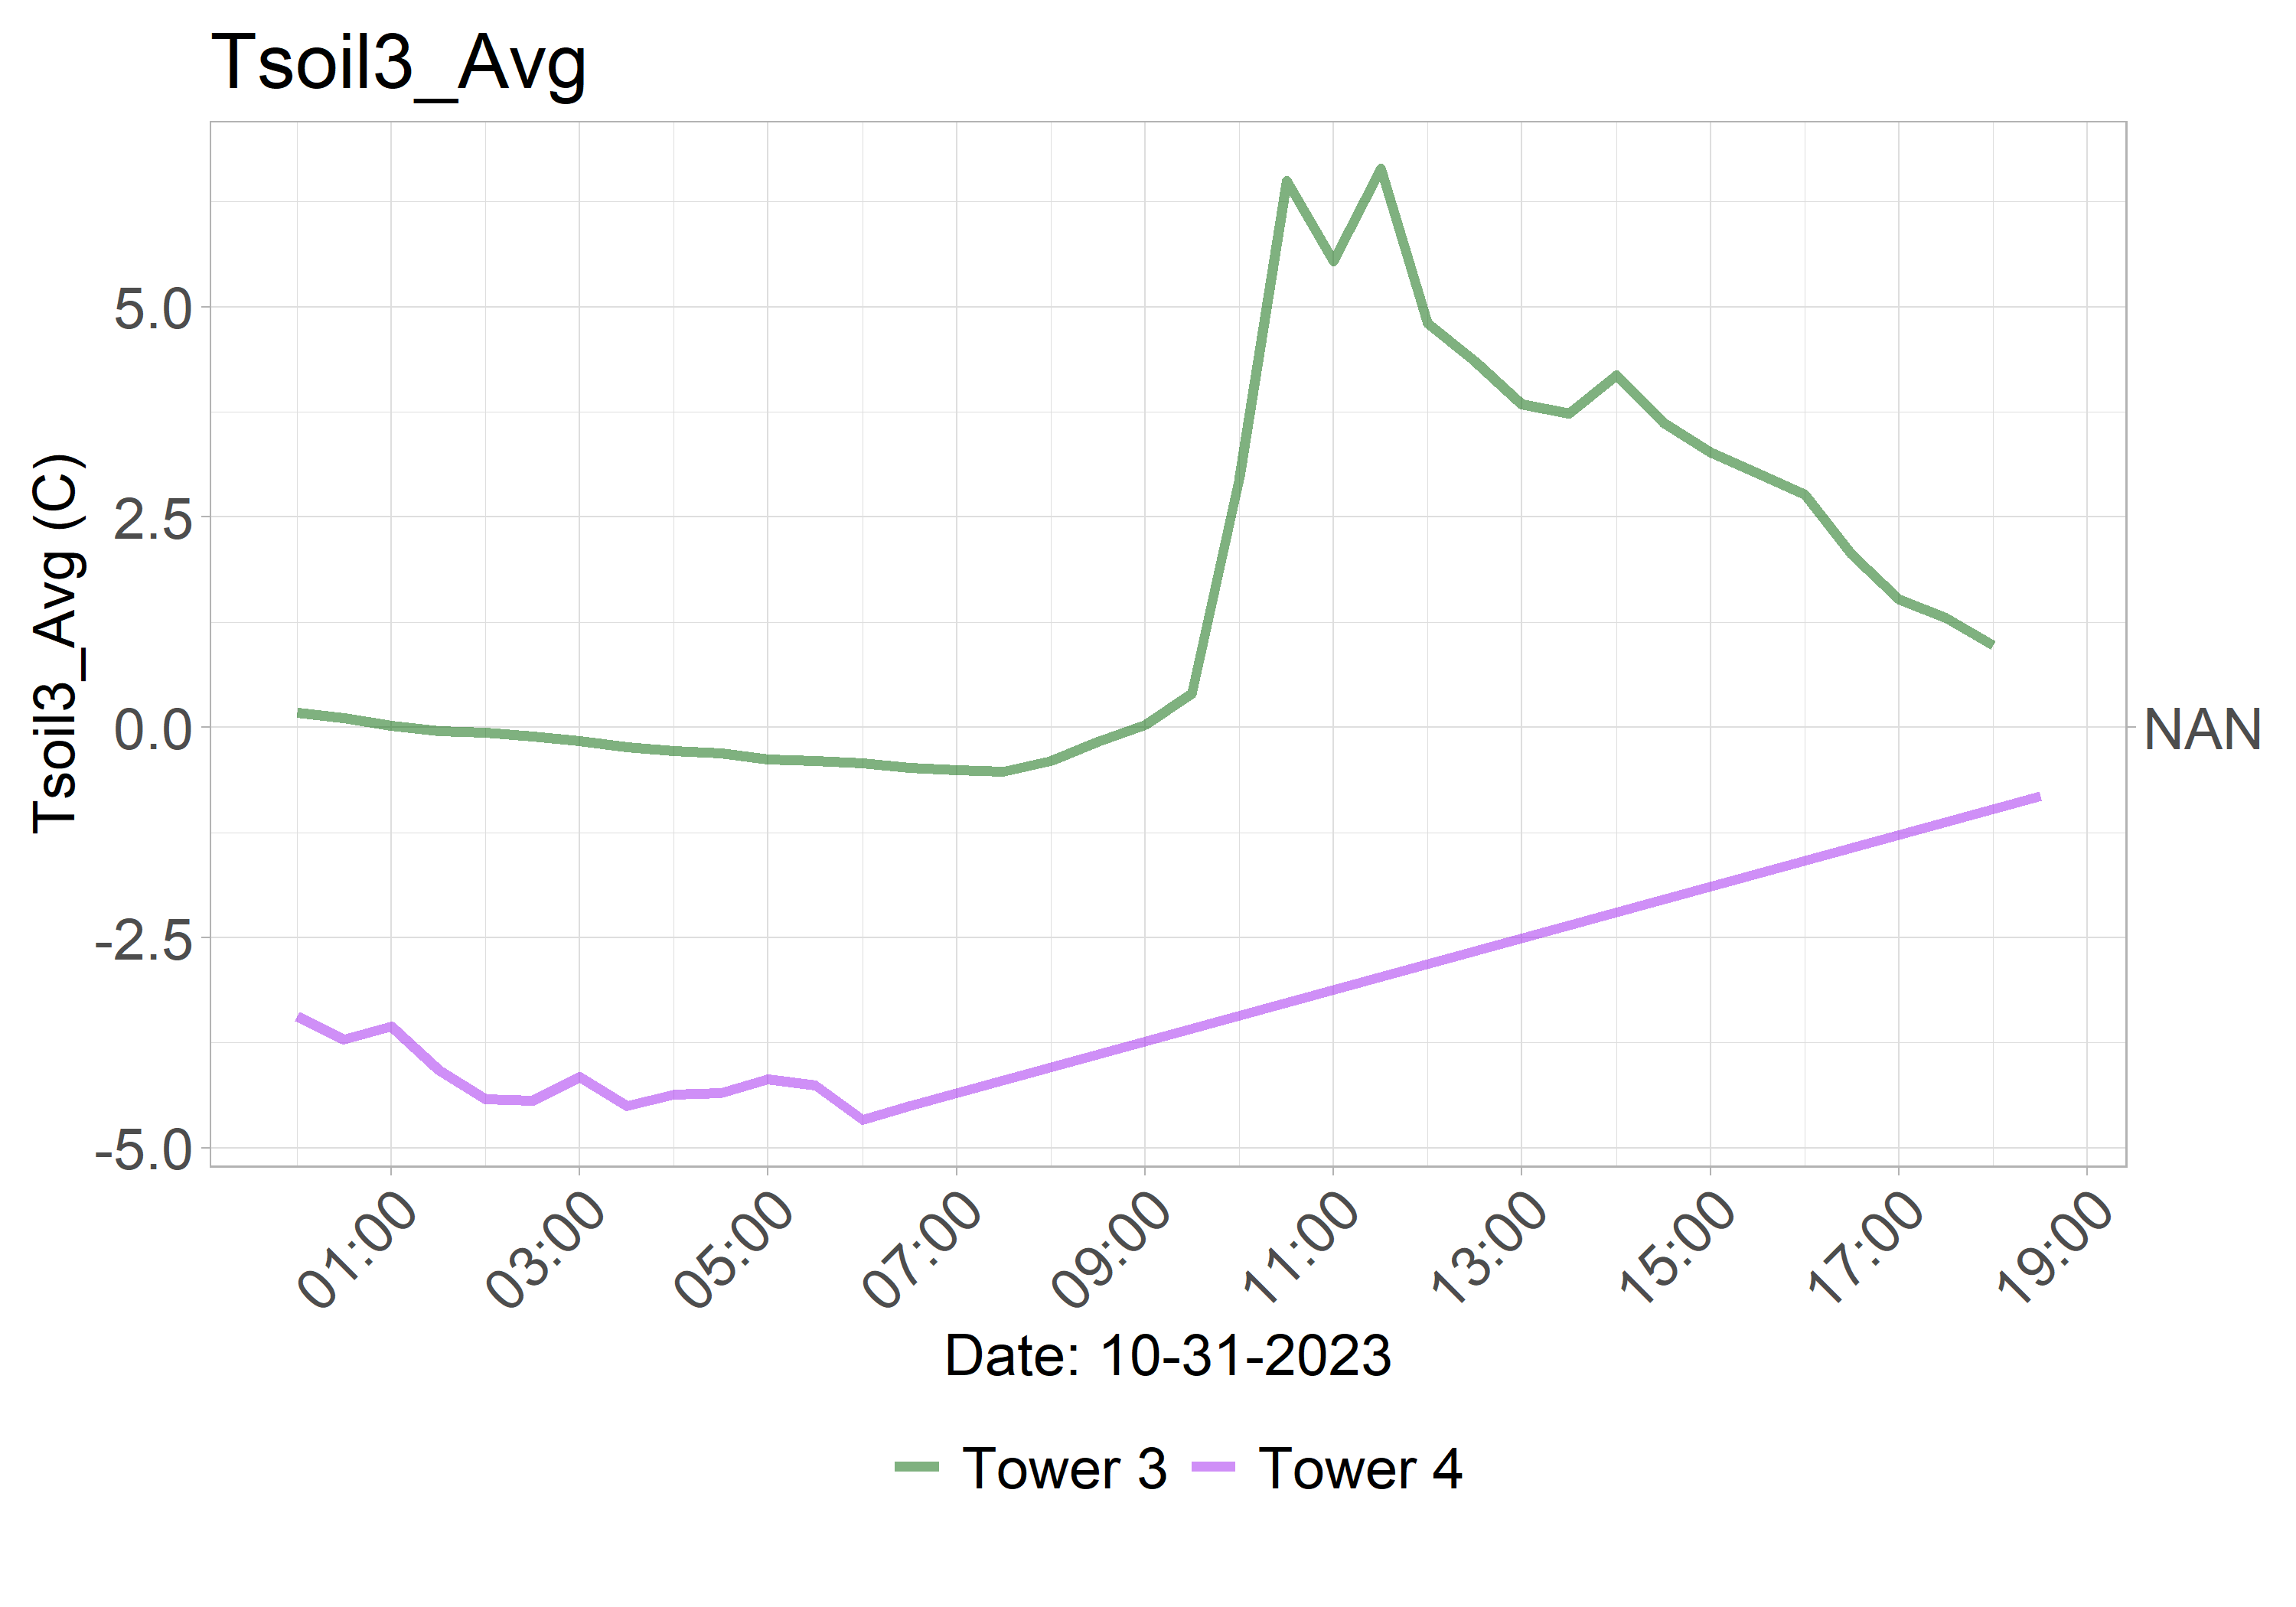 Tsoil3_Avg
Tsoil3_Avg (C)
5.0
2.5
0.0
-2.5
-5.0
NAN
01:00
03:00
05:00
07:00
09:00
11:00
13:00
15:00
17:00
19:00
Date: 10-31-2023
Tower 3
Tower 4